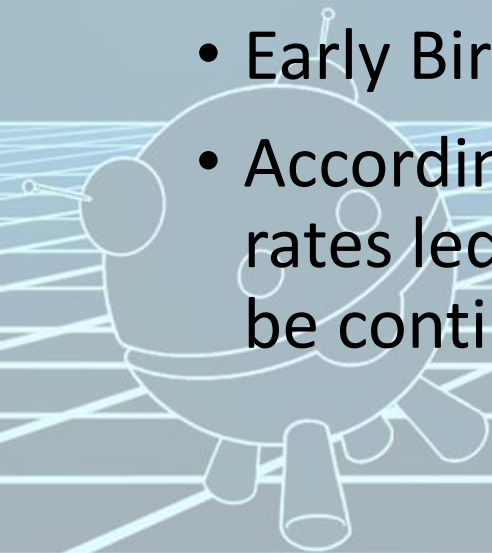 • Early Bir
• Accordin
rates lec
be conti